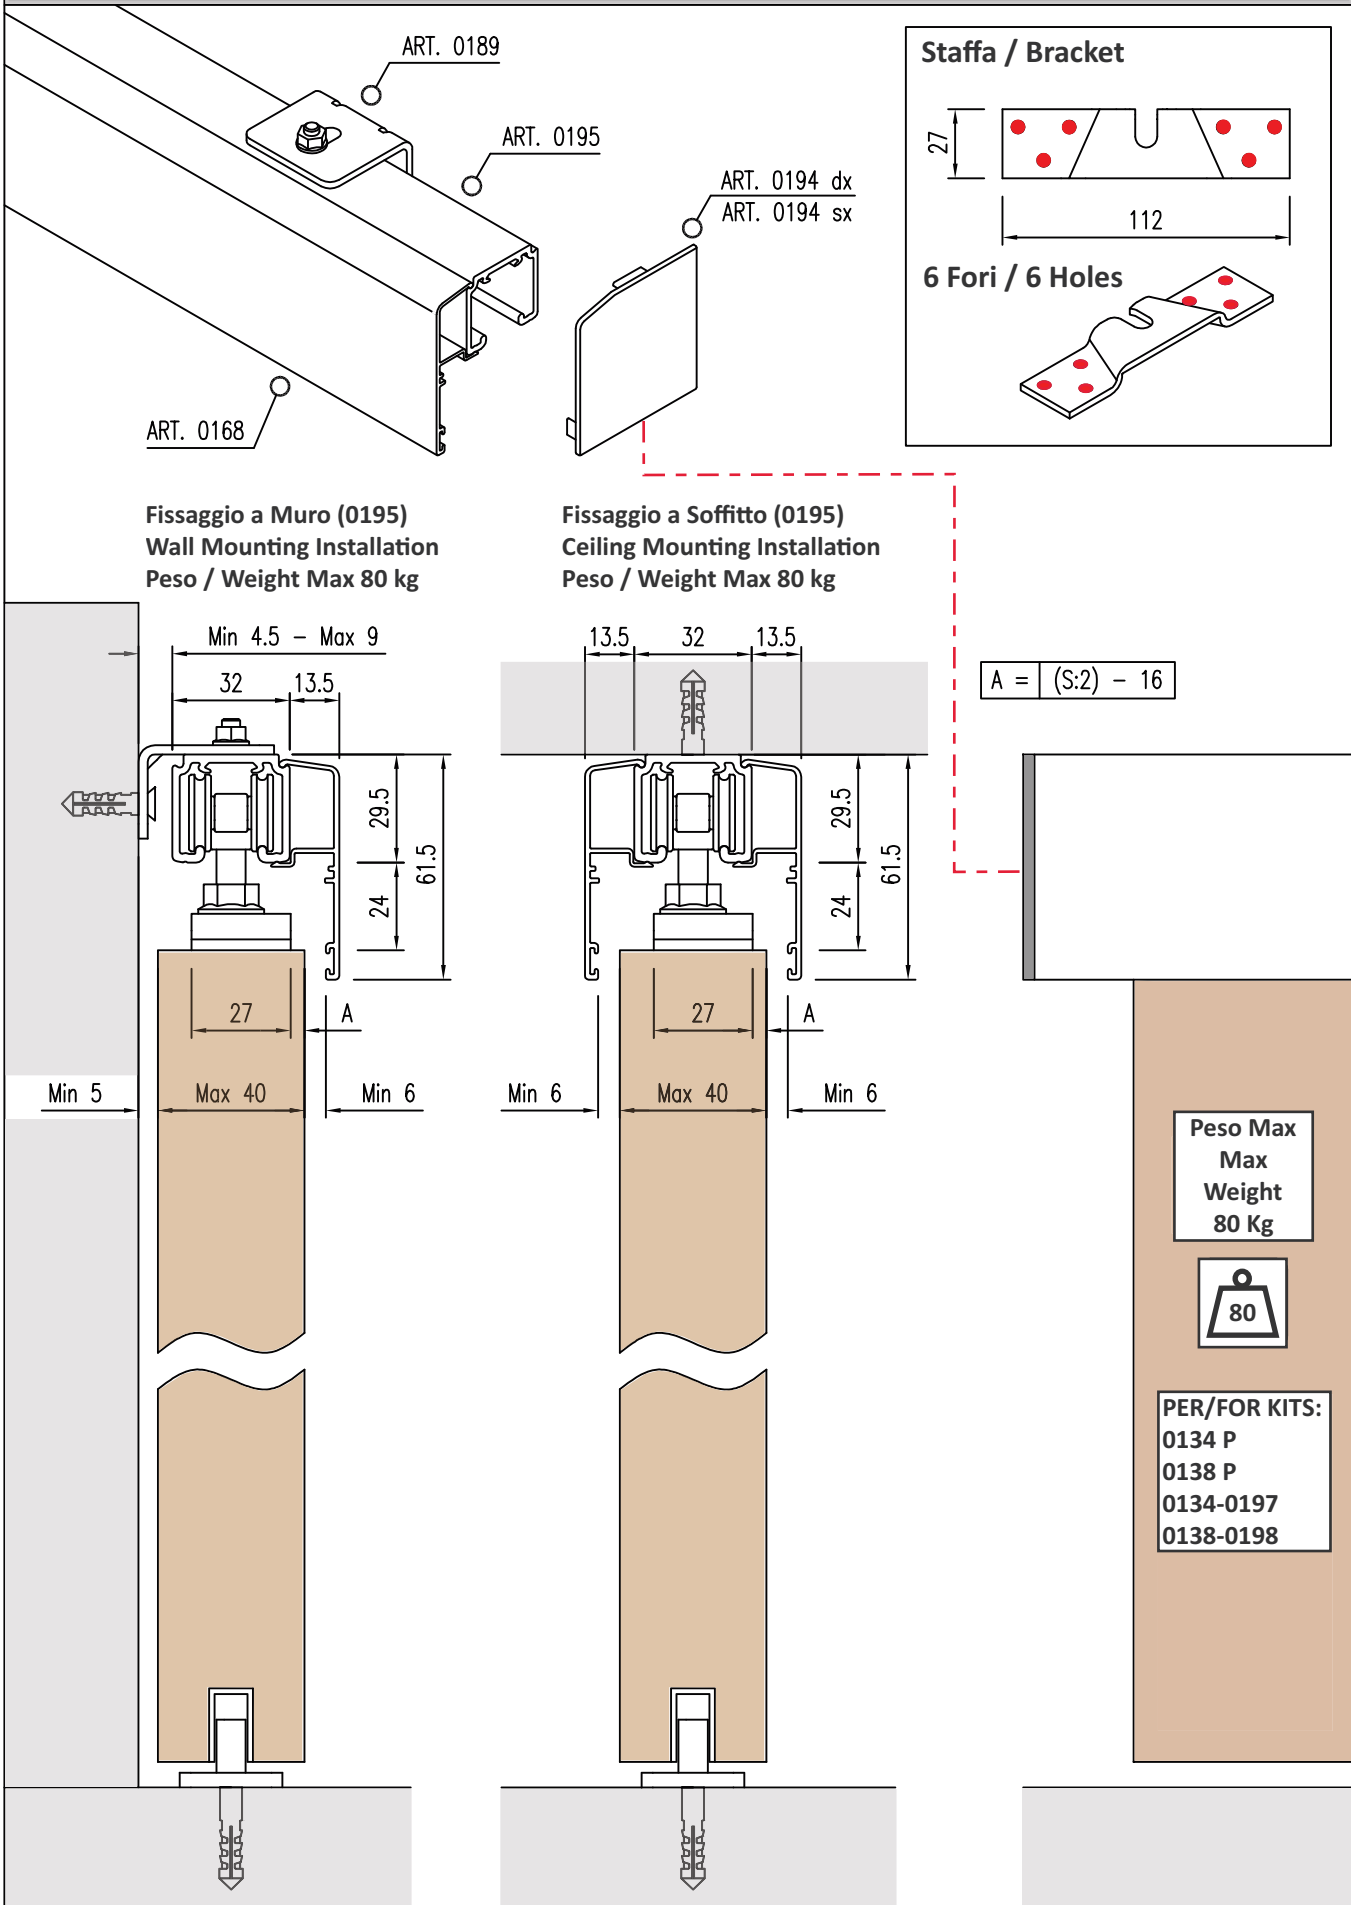 ART. 0189
ART. 0195
ART. 0194 dx
ART. 0194 sx
ART. 0168
Staffa / Bracket
27
112
6 Fori / 6 Holes
Fissaggio a Muro (0195)
Wall Mounting Installation
Peso / Weight Max 80 kg
Fissaggio a Soffitto (0195)
Ceiling Mounting Installation
Peso / Weight Max 80 kg
Min 4.5 - Max 9
32
13.5
29.5
61.5
24
27
A
Min 5
Max 40
Min 6
13.5
32
13.5
29.5
61.5
24
27
A
Min 6
Max 40
Min 6
A = (S:2) - 16
Peso Max
Max
Weight
80 Kg
80
PER/FOR KITS:
0134 P
0138 P
0134-0197
0138-0198